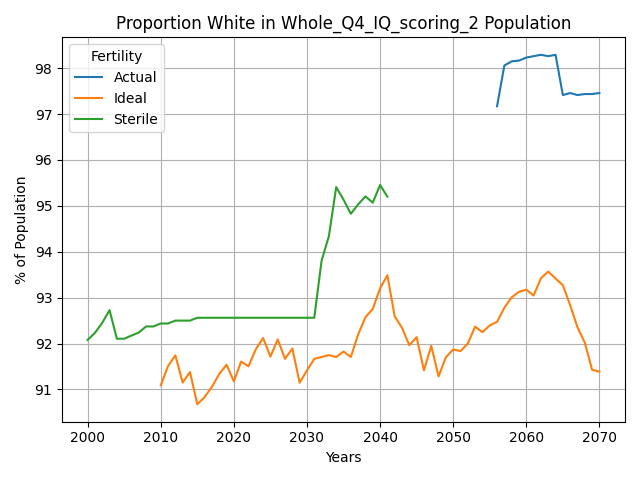 Proportion White in Whole_Q4_IQ_scoring_2 Population
Fertility
Actual
Ideal
Sterile
98
97
96
95
94
93
92
91
% of Population
2000 2010 2020 2030 2040 2050 2060 2070
Years